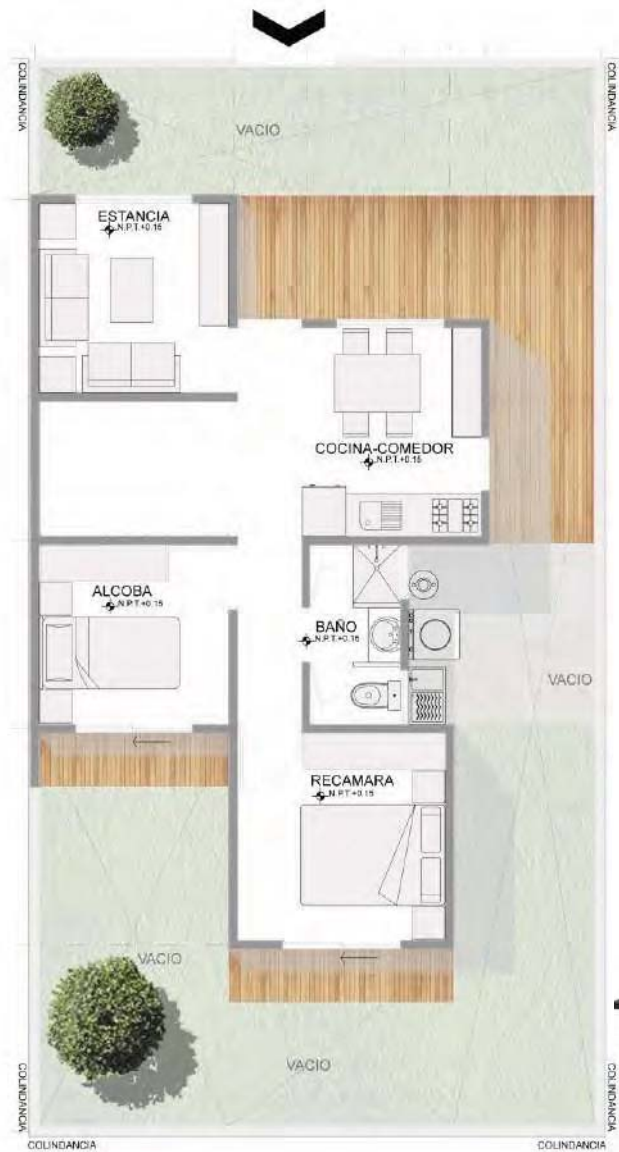 COLINDANCIA
COLINDANCIA
VACIO
ESTANCIA
N.P.T.+0.15
COCINA-COMEDOR
N.P.T.+0.15
ALCOBA
N.P.T.+0.15
BAÑO
N.P.T.+0.15
VACIO
RECAMARA
N.P.T.+0.15
VACIO
VACIO
COLINDANCIA
COLINDANCIA
COLINDANCIA
COLINDANCIA